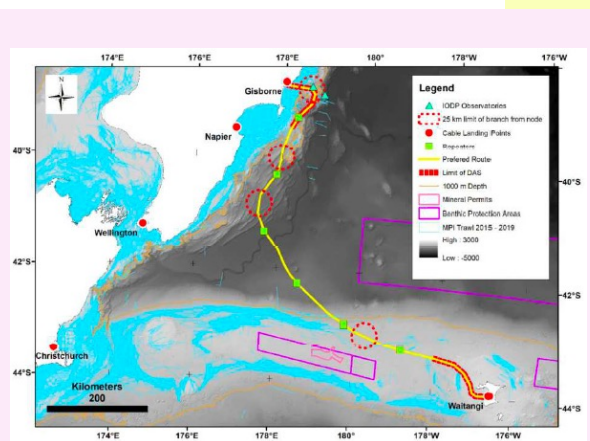 174°E 176°E 178°E 180° 178°W 176°W
N
Gisborne
Napier
Wellington
Christchurch
Waitangi
40°S 40°S
42°S 42°S
44°S 44°S
Legend
IODP Observatories
25 km limit of branch from node
Cable Landing Points
Repeaters
Prefered Route
Limit of DAS
1000 m Depth
Mineral Permits
Benthic Protection Areas
MPI Trawl 2015 - 2019
High : 3000
Low : -5000
Kilometers
200
174°E 176°E 178°E 180° 178°W